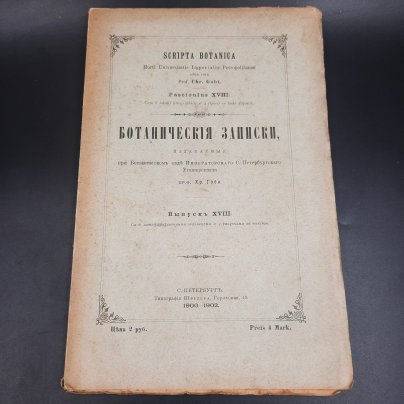 SCRIPTA BOTANICA
Horti Universitatis Imperialis Petropolitanae
Prof. Chr. Gobi.
Fasciculus XVIII.
БОТАНИЧЕСКІЯ ЗАПИСКИ,
ИЗДАВАЕМЫЯ
при Ботаническомъ садѣ ИМПЕРАТОРСКАГО С. Петербургскаго
Университета
проф. Хр. Гоби.
Выпускъ XVIII.
С.-ПЕТЕРБУРГЪ.
Типографія
1900—1902.
Цѣна 2 руб.
Preis 4 Mark.